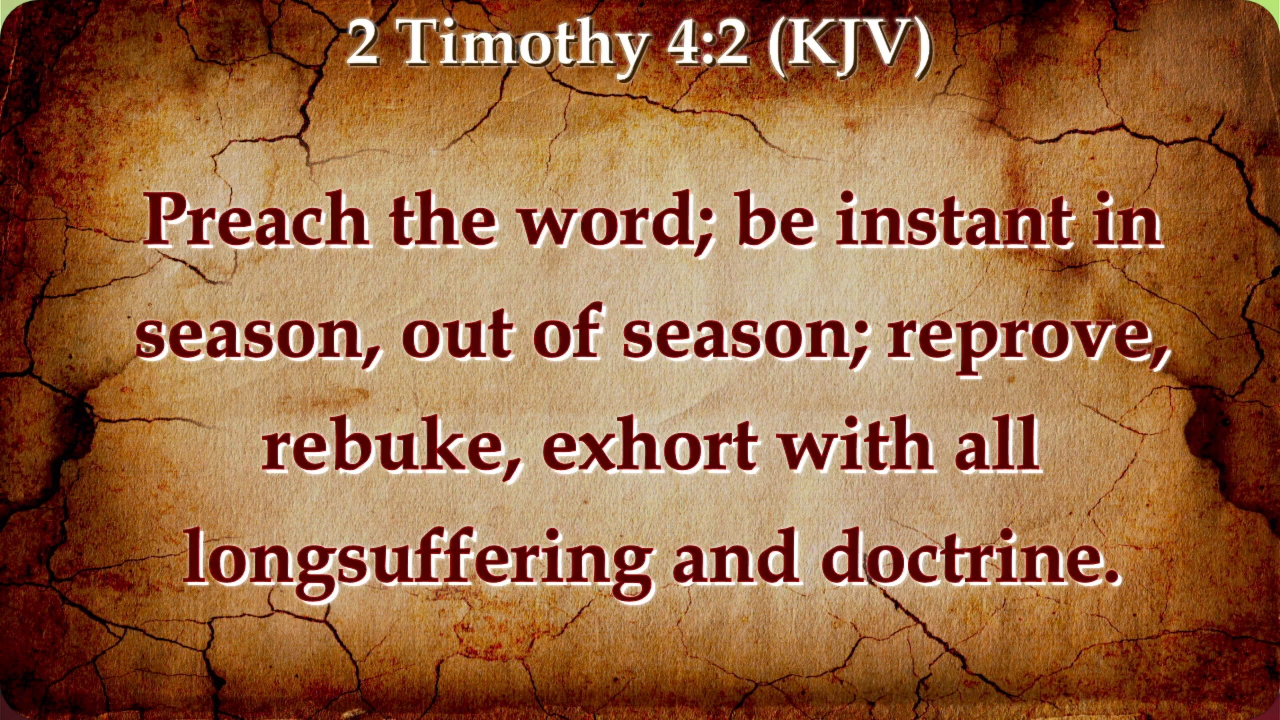 2 Timothy 4:2 (KJV)
Preach the word; be instant in
season, out of season; reprove,
rebuke, exhort with all
longsuffering and doctrine.